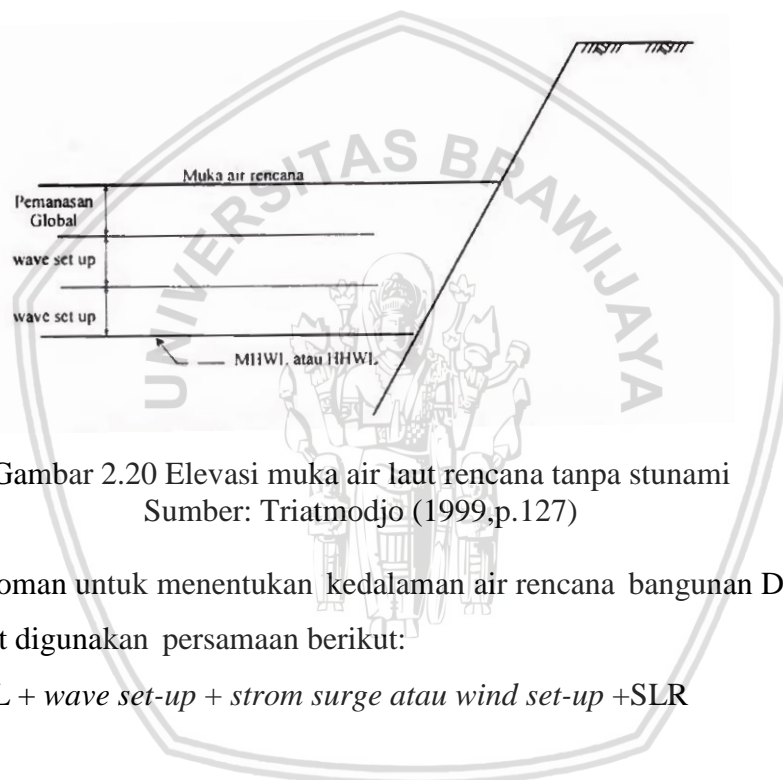 UNIVERSITAS BRAWIJAYA
Muka air rencana
Pemanasan
Global
wave set up
wave set up
MHWL atau HHWL
Gambar 2.20 Elevasi muka air laut rencana tanpa stunami
Sumber: Triatmodjo (1999,p.127)
oman untuk menentukan kedalaman air rencana bangunan D
t digunakan persamaan berikut:
L + wave set-up + strom surge atau wind set-up +SLR